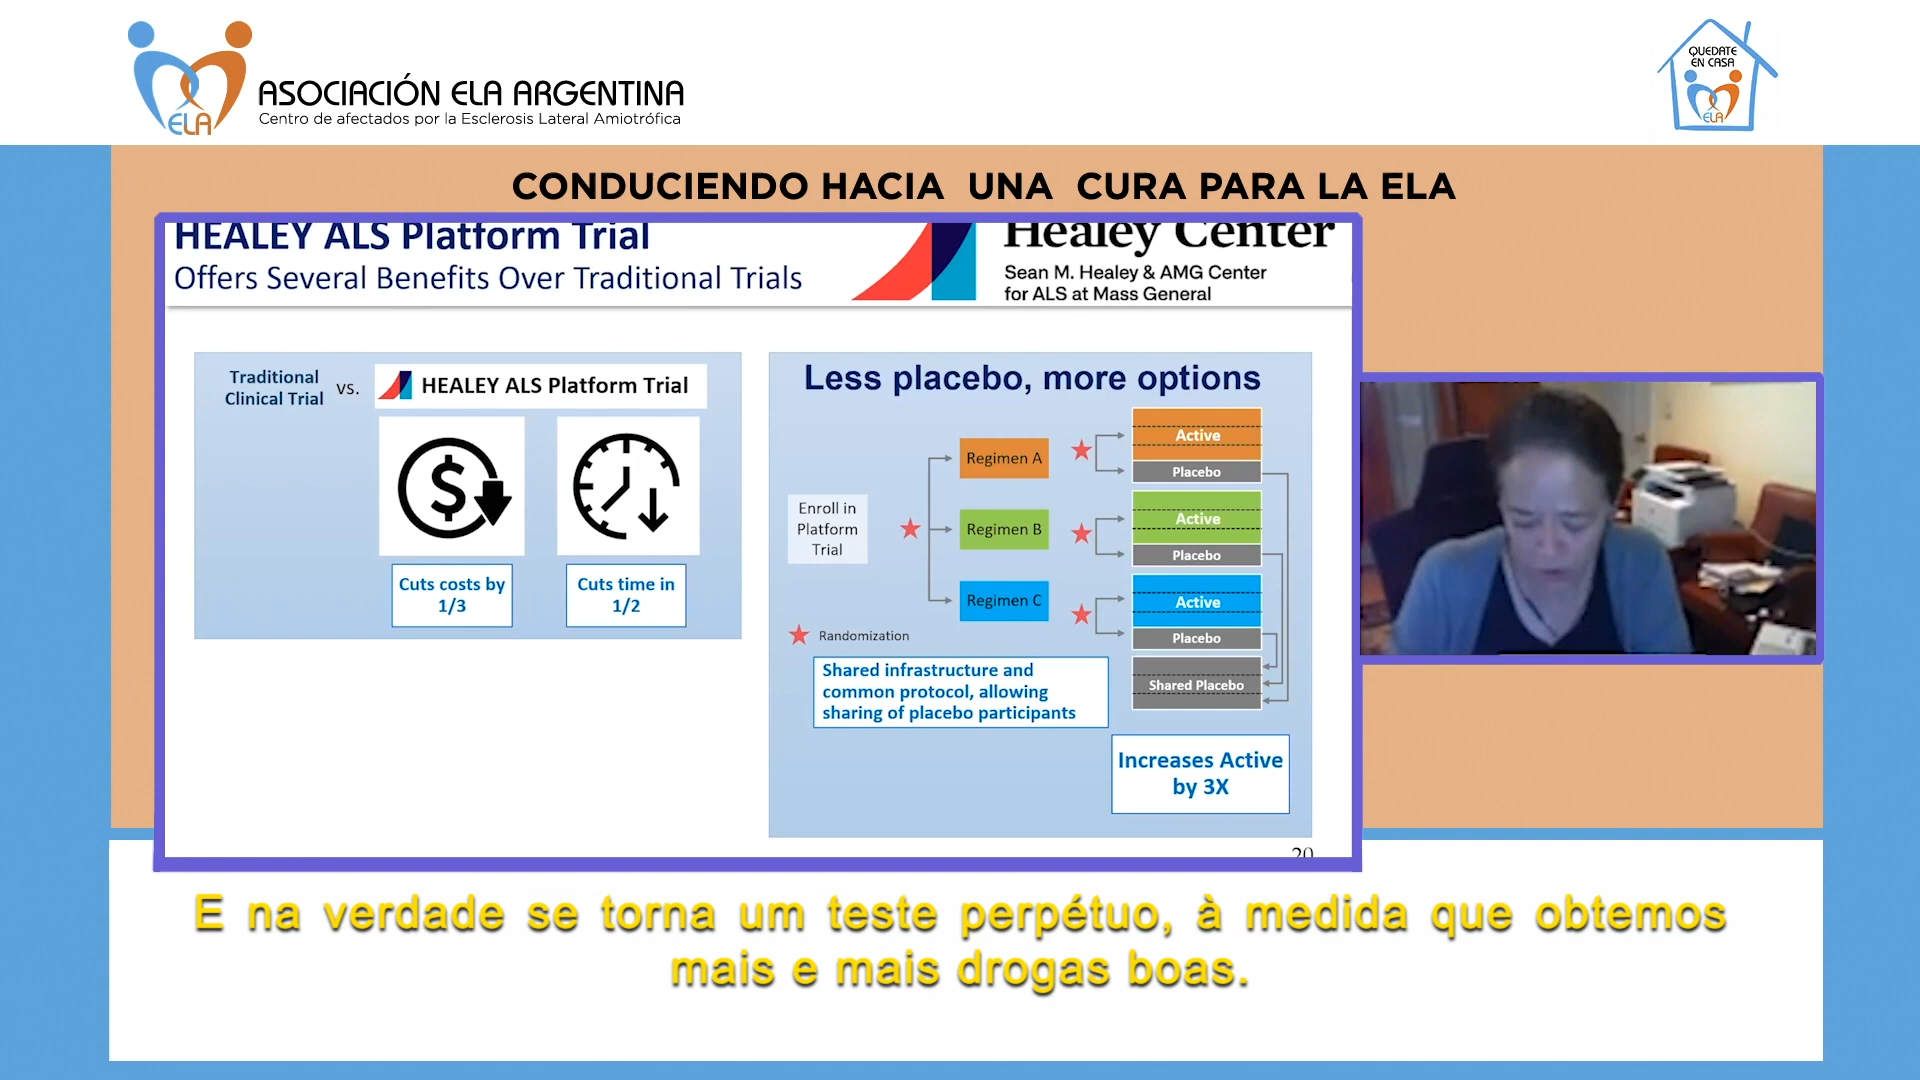 ASOCIACIÓN ELA ARGENTINA
Centro de afectados por la Esclerosis Lateral Amiotrófica
ELA
QUEDATE
EN CASA
ELA
CONDUCIENDO HACIA UNA CURA PARA LA ELA
HEALEY ALS Platform Trial
Offers Several Benefits Over Traditional Trials
Healey Center
Sean M. Healey & AMG Center
for ALS at Mass General
Traditional
Clinical Trial
vs.
HEALEY ALS Platform Trial
$
Cuts costs by
1/3
Cuts time in
1/2
Less placebo, more options
Enroll in
Platform
Trial
Regimen A
Regimen B
Regimen C
Active
Placebo
Active
Placebo
Active
Placebo
Shared Placebo
Randomization
Shared infrastructure and
common protocol, allowing
sharing of placebo participants
Increases Active
by 3X
20
E na verdade se torna um teste perpétuo, à medida que obtemos
mais e mais drogas boas.